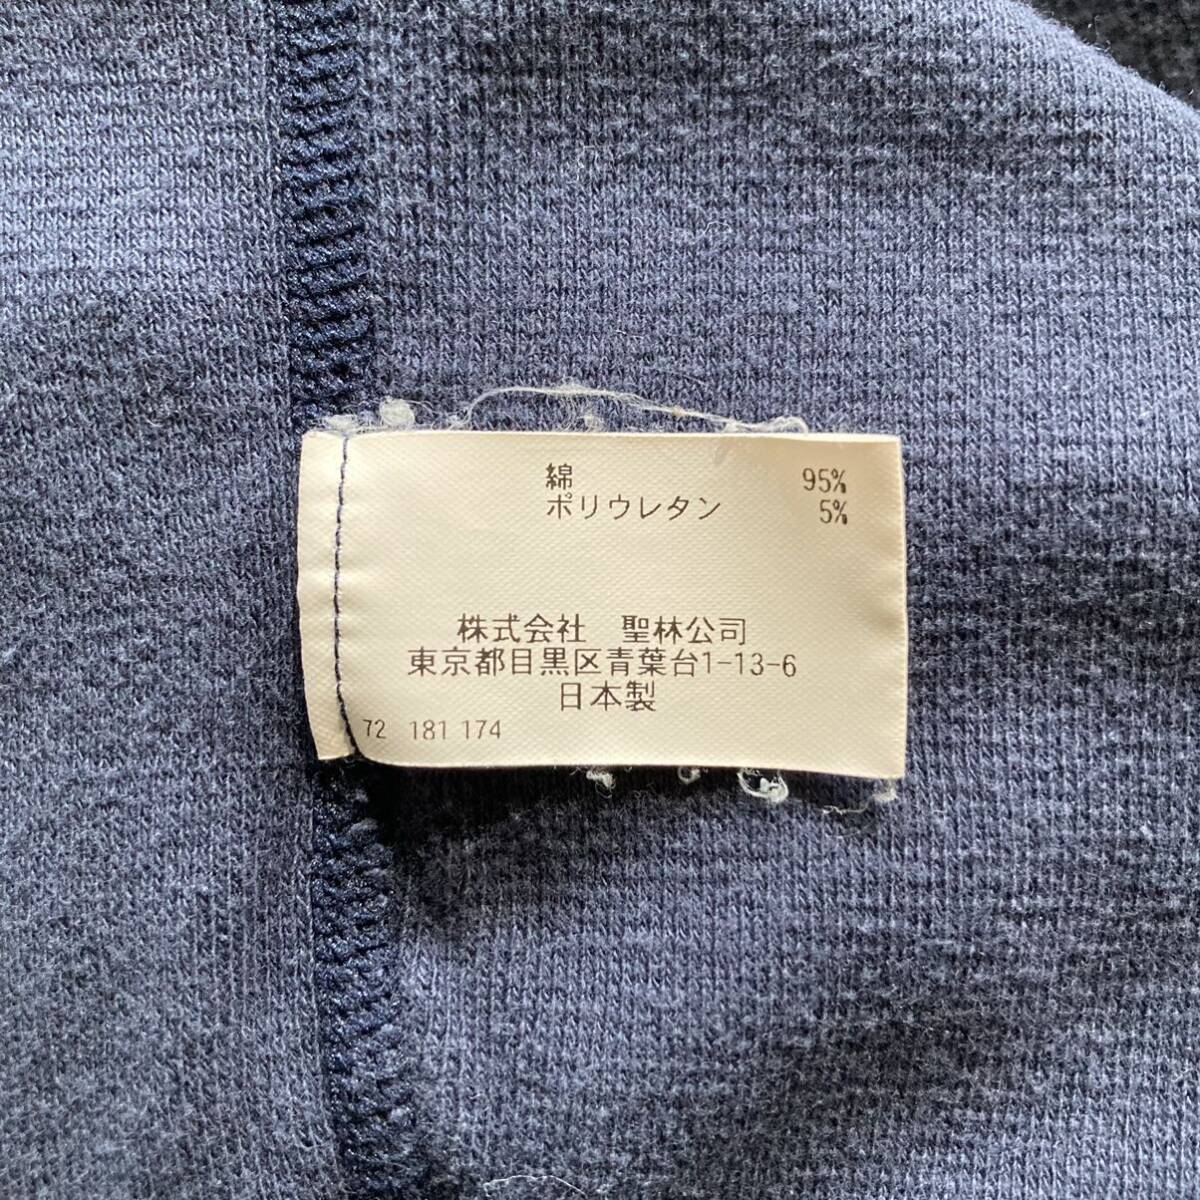 綿 95%
ポリウレタン 5%
株式会社 聖林公司
東京都目黒区青葉台1-13-6
日本製
72 181 174